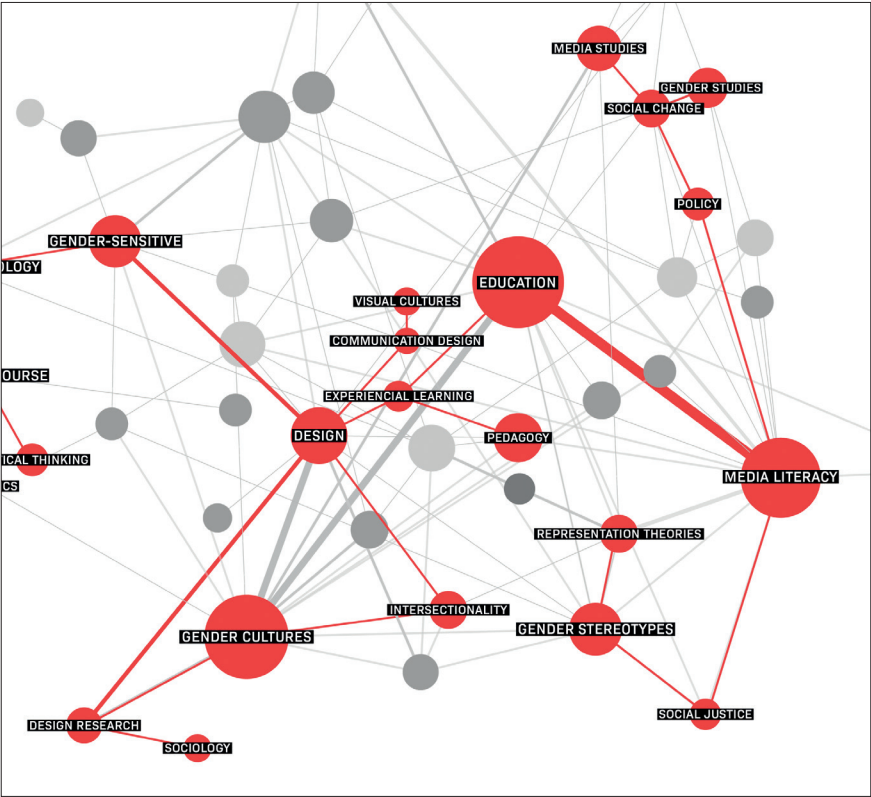 MEDIA STUDIES
GENDER STUDIES
SOCIAL CHANGE
POLICY
GENDER-SENSITIVE
OLOGY
EDUCATION
VISUAL CULTURES
COMMUNICATION DESIGN
OURSE
EXPERIENCIAL LEARNING
DESIGN
PEDAGOGY
ICAL THINKING
MEDIA LITERACY
CS
REPRESENTATION THEORIES
INTERSECTIONALITY
GENDER STEREOTYPES
GENDER CULTURES
SOCIAL JUSTICE
DESIGN RESEARCH
SOCIOLOGY